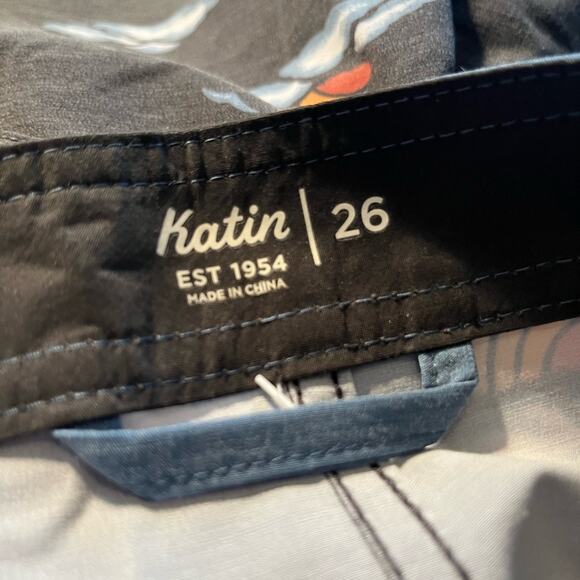 Katin | 26
EST 1954
MADE IN CHINA